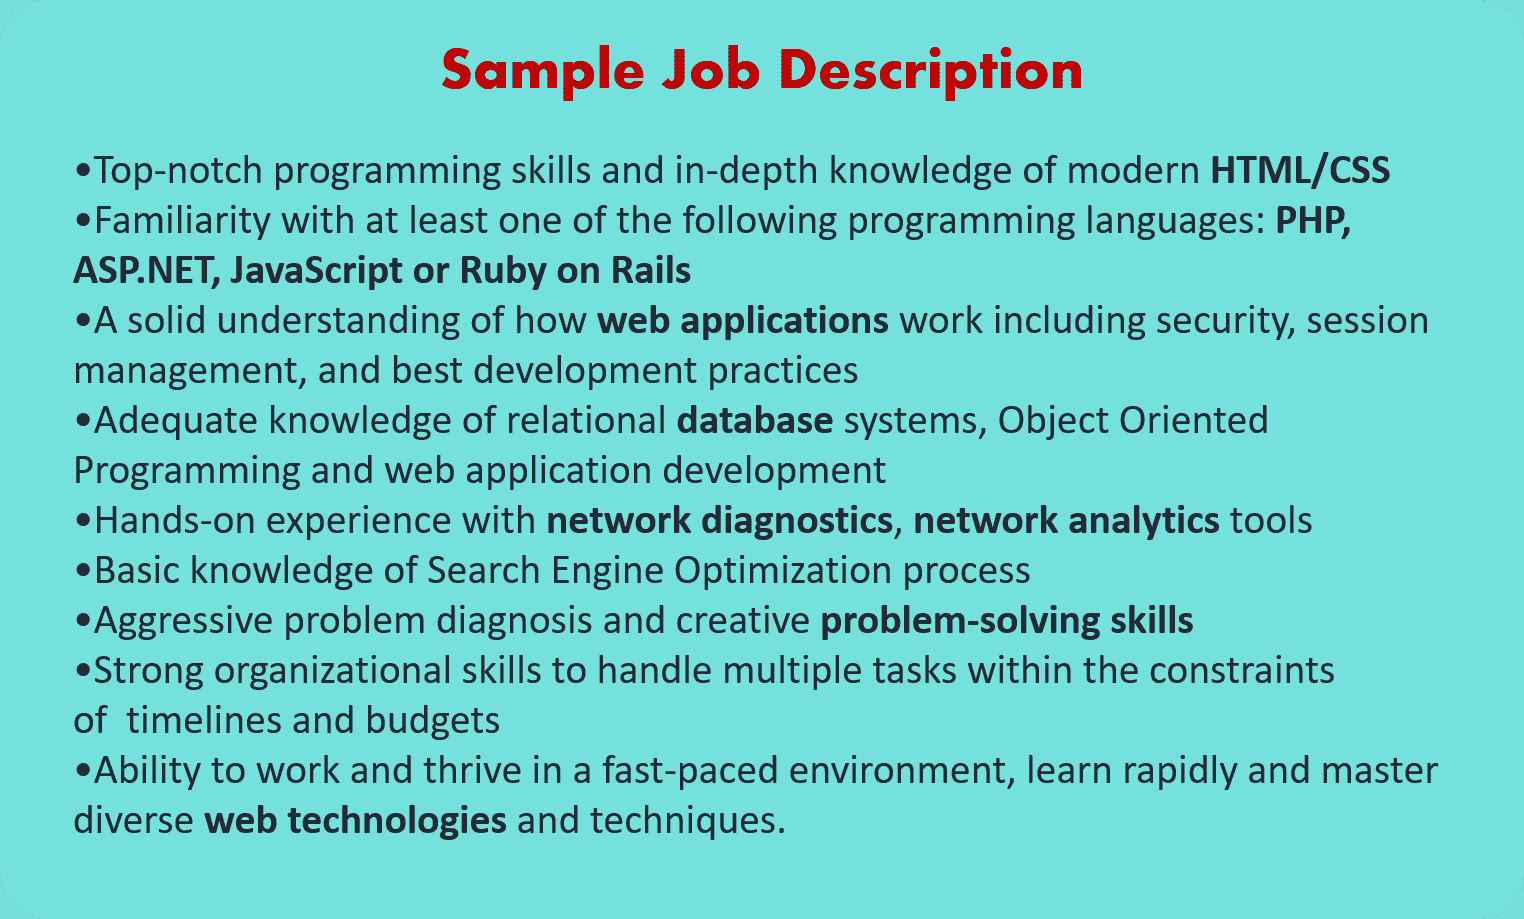 Sample Job Description
•Top-notch programming skills and in-depth knowledge of modern HTML/CSS
•Familiarity with at least one of the following programming languages: PHP,
ASP.NET, JavaScript or Ruby on Rails
•A solid understanding of how web applications work including security, session
management, and best development practices
•Adequate knowledge of relational database systems, Object Oriented
Programming and web application development
•Hands-on experience with network diagnostics, network analytics tools
•Basic knowledge of Search Engine Optimization process
•Aggressive problem diagnosis and creative problem-solving skills
•Strong organizational skills to handle multiple tasks within the constraints
of  timelines and budgets
•Ability to work and thrive in a fast-paced environment, learn rapidly and master
diverse web technologies and techniques.